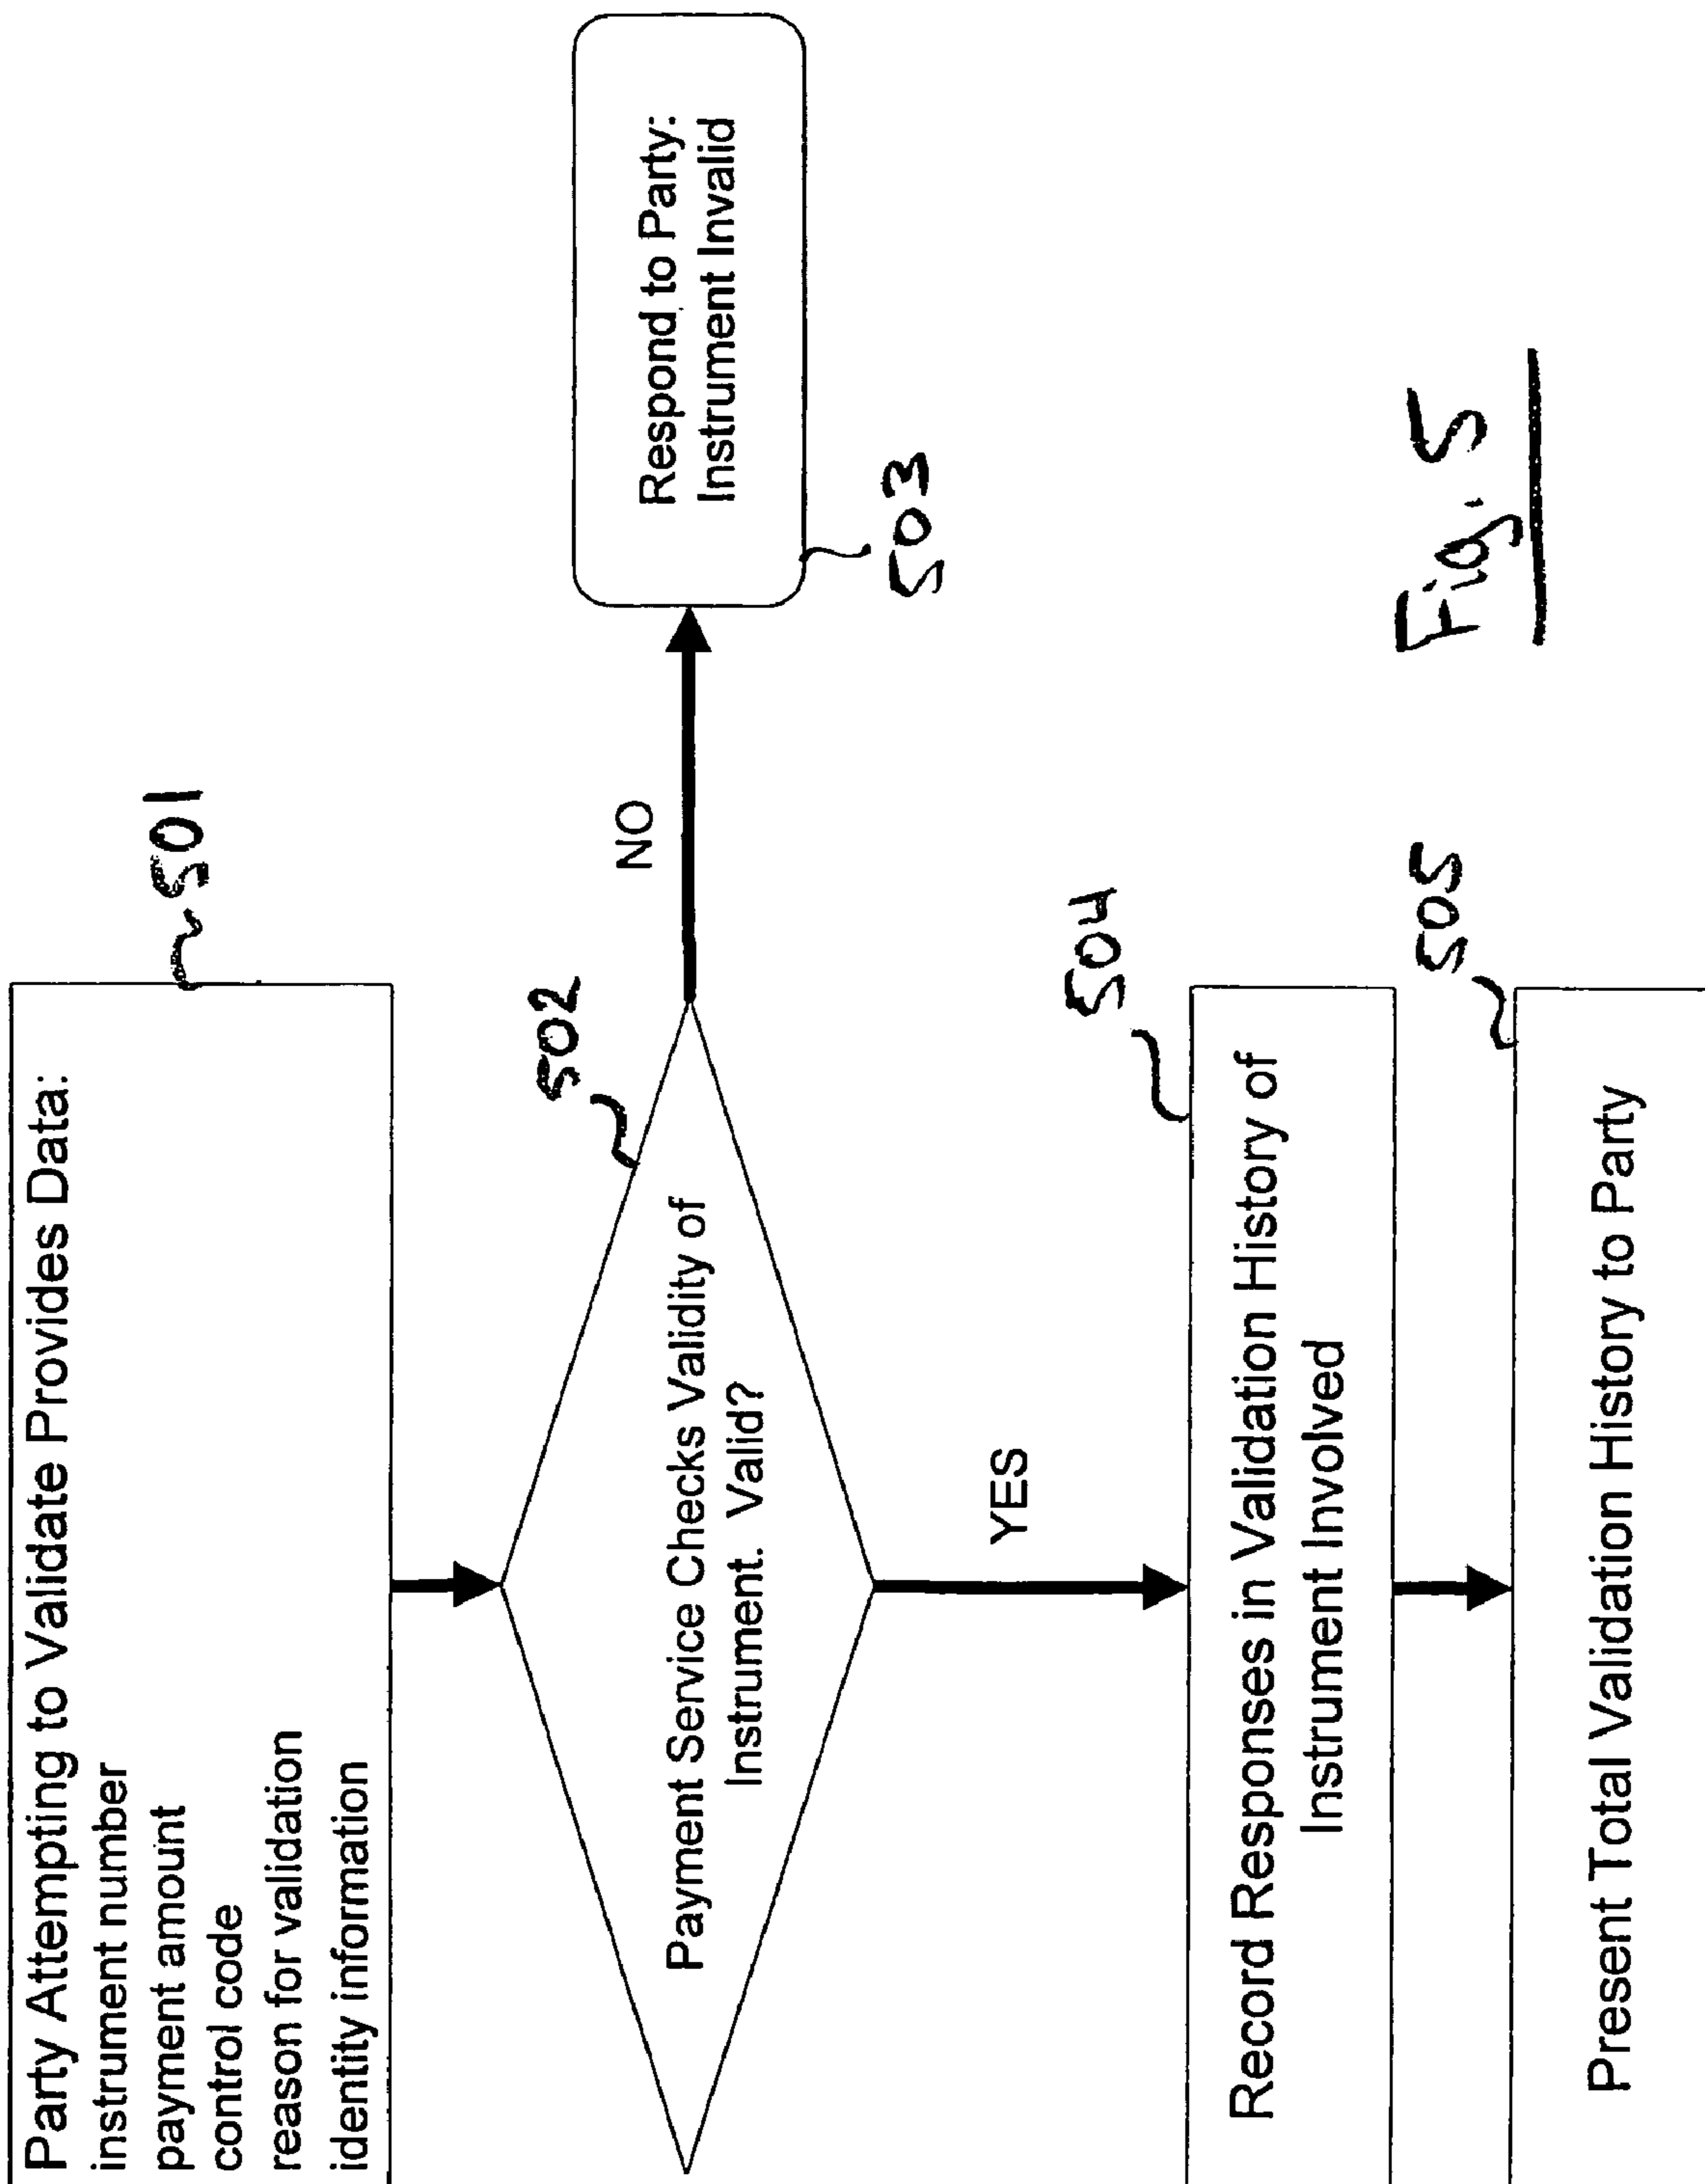 Party Attempting to Validate Provides Data:
instrument number
payment amount
control code
reason for validation
identity information
501
502
Payment Service Checks Validity of
Instrument. Valid?
NO
Respond to Party:
Instrument Invalid
503
YES
504
Record Responses in Validation History of
Instrument Involved
505
Present Total Validation History to Party
Fig. 5